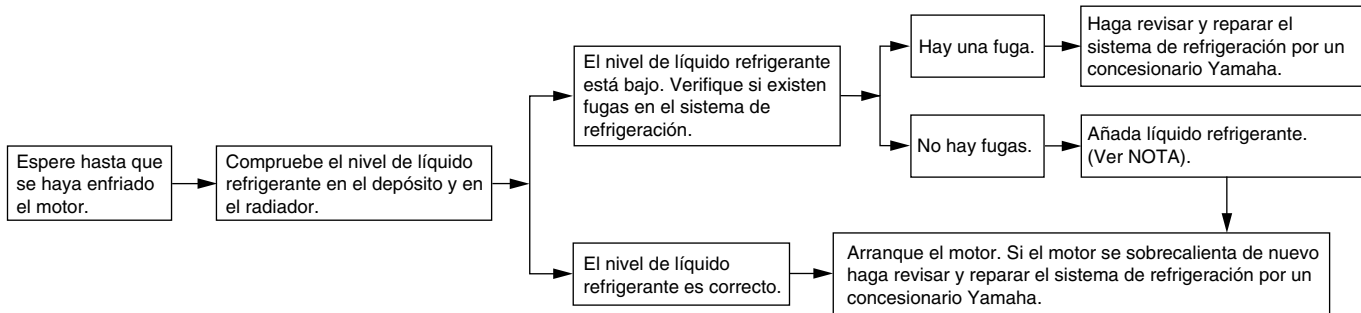 Espere hasta que
se haya enfriado
el motor.
Compruebe el nivel de líquido
refrigerante en el depósito y en
el radiador.
El nivel de líquido refrigerante
está bajo. Verifique si existen
fugas en el sistema de
refrigeración.
Hay una fuga.
Haga revisar y reparar el
sistema de refrigeración por un
concesionario Yamaha.
No hay fugas.
Añada líquido refrigerante.
(Ver NOTA).
El nivel de líquido
refrigerante es correcto.
Arranque el motor. Si el motor se sobrecalienta de nuevo
haga revisar y reparar el sistema de refrigeración por un
concesionario Yamaha.